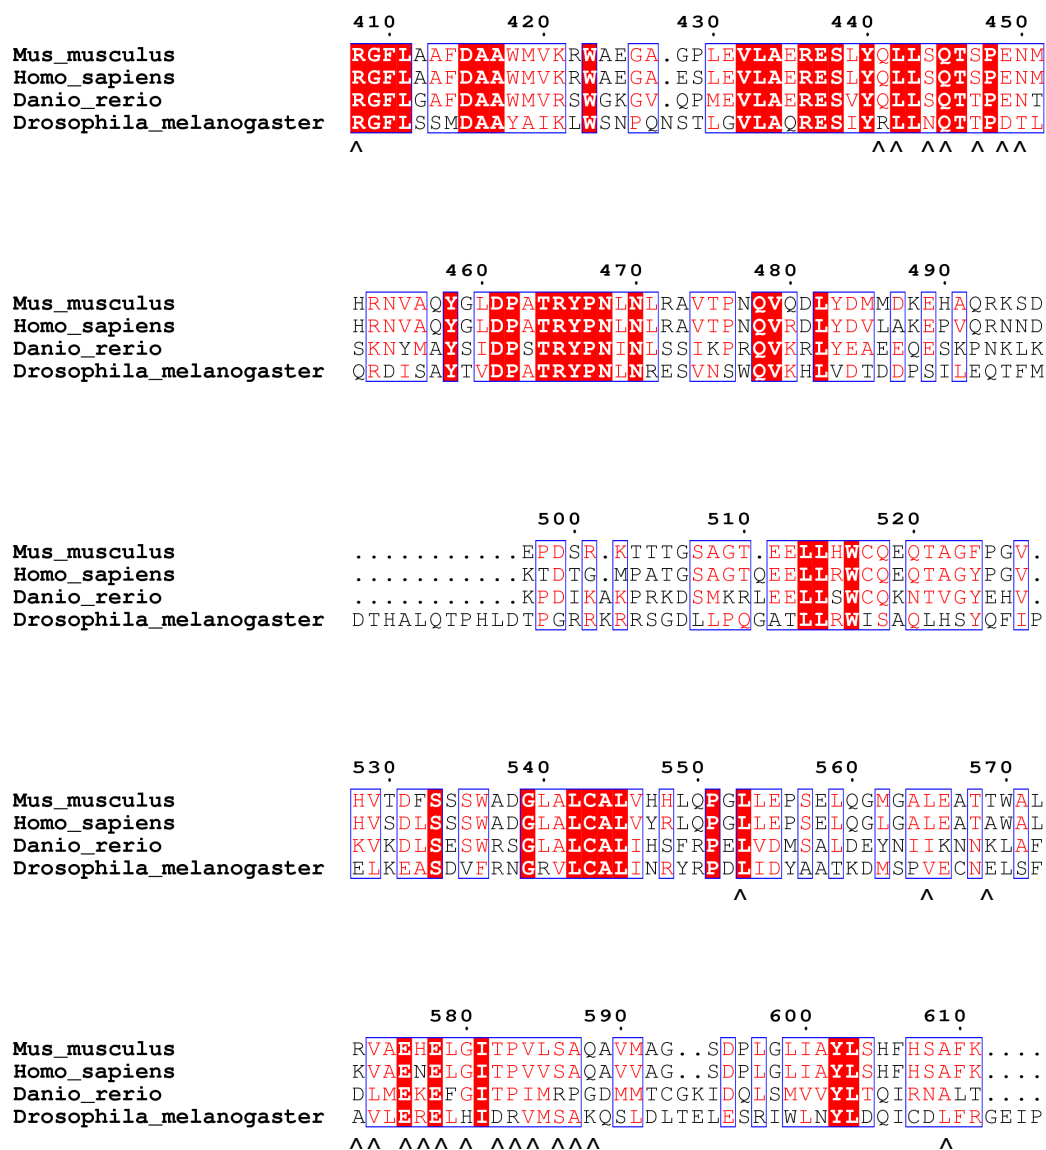 410 420 430 440 450
Mus_musculus RGFLAAFDAAWMVKRWAEGA.GPLEVLAERESLYQLLSQTSPENM
Homo_sapiens RGFLAAFDAAWMVKRWAEGA.ESLEVLAERESLYQLLSQTSPENM
Danio_rerio RGFLGAFDAAWMVRSWGKGV.QPMEVLAERESVYQLLSQTTPENT
Drosophila_melanogaster RGFLSSMDAAYAIKLWSNPQNSTLGVLAQRESIYRLLNQTTPDTL
^ ^^ ^^ ^ ^^
460 470 480 490
Mus_musculus HRNVAQYGLDPATRYPNLNLRAVTPNQVQDLYDMMDKEHAQRKSD
Homo_sapiens HRNVAQYGLDPATRYPNLNLRAVTPNQVRDLYDVLAKEPVQRNND
Danio_rerio SKNYMAYSIDPSTRYPNINLSSIKPRQVKRLYEAEEQESKPNKLK
Drosophila_melanogaster QRDISAYTVDPATRYPNLNRESVNSWQVKHLVDTDDPSILEQTFM
500 510 520
Mus_musculus ...........EPDSR.KTTTGSAGT.EELLHWCQEQTAGFPGV.
Homo_sapiens ...........KTDTG.MPATGSAGTQEELLRWCQEQTAGYPGV.
Danio_rerio ...........KPDIKAKPRKDSMKRLEELLSWCQKNTVGYEHV.
Drosophila_melanogaster DTHALQTPHLDTPGRRKRRSGDLLPQGATLLRWISAQLHSYQFIP
530 540 550 560 570
Mus_musculus HVTDFSSSWADGLALCALVHHLQPGLLEPSELQGMGALEATTWAL
Homo_sapiens HVSDLSSSWADGLALCALVYRLQPGLLEPSELQGLGALEATAWAL
Danio_rerio KVKDLSESWRSGLALCALIHSFRPELVDMSALDEYNIIKNNKLAF
Drosophila_melanogaster ELKEASDVFRNGRVLCALINRYRPDLIDYAATKDMSPVECNELSF
^ ^ ^
580 590 600 610
Mus_musculus RVAEHELGITPVLSAQAVMAG..SDPLGLIAYLSHFHSAFK....
Homo_sapiens KVAENELGITPVVSAQAVVAG..SDPLGLIAYLSHFHSAFK....
Danio_rerio DLMEKEFGITPIMRPGDMMTCGKIDQLSMVVYLTQIRNALT....
Drosophila_melanogaster AVLERELHIDRVMSAKQSLDLTELESRIWLNYLDQICDLFRGEIP
^^ ^^^ ^ ^^^ ^^^ ^